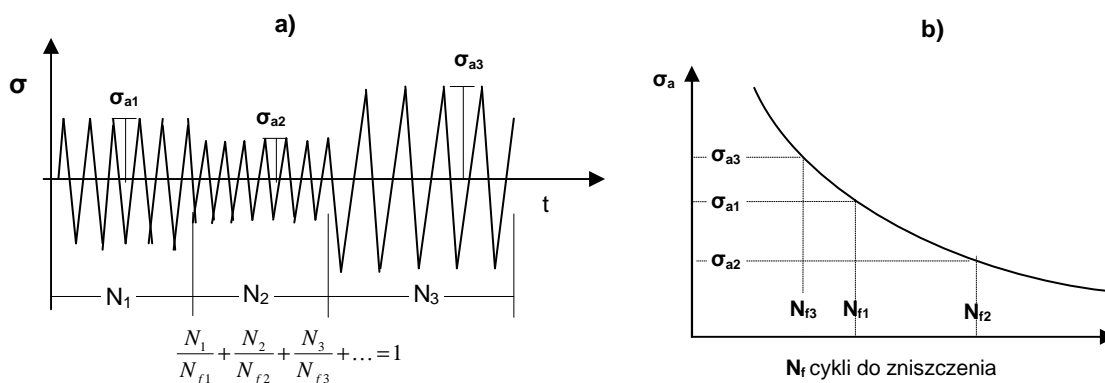 a)
σ
σa1
σa2
σa3
t
N1
N2
N3
N1/Nf1 + N2/Nf2 + N3/Nf3 + … = 1
b)
σa
σa3
σa1
σa2
Nf3
Nf1
Nf2
Nf cykli do zniszczenia